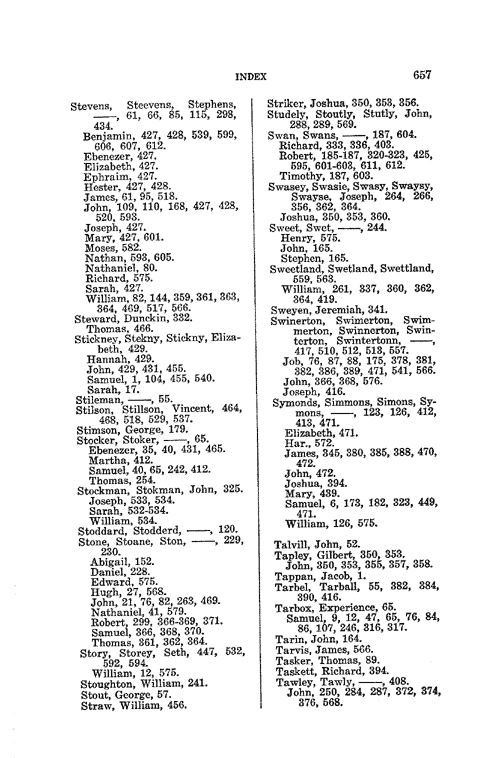 INDEX 657
Stevens, Steevens, Stephens,
——, 61, 66, 85, 115, 298,
434.
Benjamin, 427, 428, 539, 599,
606, 607, 612.
Ebenezer, 427.
Elizabeth, 427.
Ephraim, 427.
Hester, 427, 428.
James, 61, 95, 518.
John, 109, 110, 168, 427, 428,
520, 593.
Joseph, 427.
Mary, 427, 601.
Moses, 582.
Nathan, 593, 605.
Nathaniel, 80.
Richard, 575.
Sarah, 427.
William, 82, 144, 359, 361, 363,
364, 469, 517, 566.
Steward, Dunckin, 332.
Thomas, 466.
Stickney, Stekny, Stickny, Eliza-
beth, 429.
Hannah, 429.
John, 429, 431, 455.
Samuel, 1, 104, 455, 540.
Sarah, 17.
Stileman, ——, 55.
Stilson, Stillson, Vincent, 464,
468, 518, 529, 537.
Stimson, George, 179.
Stocker, Stoker, ——, 65.
Ebenezer, 35, 40, 431, 465.
Martha, 412.
Samuel, 40, 65, 242, 412.
Thomas, 254.
Stockman, Stokman, John, 325.
Joseph, 533, 534.
Sarah, 532-534.
William, 534.
Stoddard, Stodderd, ——, 120.
Stone, Stoane, Ston, ——, 229,
230.
Abigail, 152.
Daniel, 228.
Edward, 575.
Hugh, 27, 568.
John, 21, 76, 82, 263, 469.
Nathaniel, 41, 579.
Robert, 299, 366-369, 371.
Samuel, 366, 368, 370.
Thomas, 361, 362, 364.
Story, Storey, Seth, 447, 532,
592, 594.
William, 12, 575.
Stoughton, William, 241.
Stout, George, 57.
Straw, William, 456.
Striker, Joshua, 350, 353, 356.
Studely, Stoutly, Stutly, John,
288, 289, 569.
Swan, Swans, ——, 187, 604.
Richard, 333, 336, 403.
Robert, 185-187, 320-323, 425,
595, 601-603, 611, 612.
Timothy, 187, 603.
Swasey, Swasie, Swasy, Swaysy,
Swayse, Joseph, 264, 266,
356, 362, 364.
Joshua, 350, 353, 360.
Sweet, Swet, ——, 244.
Henry, 575.
John, 165.
Stephen, 165.
Sweetland, Swetland, Swettland,
559, 563.
William, 261, 337, 360, 362,
364, 419.
Sweyen, Jeremiah, 341.
Swinerton, Swimerton, Swim-
merton, Swinnerton, Swin-
terton, Swintertonn, ——,
417, 510, 512, 513, 557.
Job, 76, 87, 88, 175, 378, 381,
382, 386, 389, 471, 541, 566.
John, 366, 368, 576.
Joseph, 416.
Symonds, Simmons, Simons, Sy-
mons, ——, 123, 126, 412,
413, 471.
Elizabeth, 471.
Har., 572.
James, 345, 380, 385, 388, 470,
472.
John, 472.
Joshua, 394.
Mary, 439.
Samuel, 6, 173, 182, 323, 449,
471.
William, 126, 575.
Talvill, John, 52.
Tapley, Gilbert, 350, 353.
John, 350, 353, 355, 357, 358.
Tappan, Jacob, 1.
Tarbel, Tarball, 55, 382, 384,
390, 416.
Tarbox, Experience, 65.
Samuel, 9, 12, 47, 65, 76, 84,
86, 107, 246, 316, 317.
Tarin, John, 164.
Tarvis, James, 566.
Tasker, Thomas, 89.
Taskett, Richard, 394.
Tawley, Tawly, ——, 408.
John, 250, 284, 287, 372, 374,
376, 568.